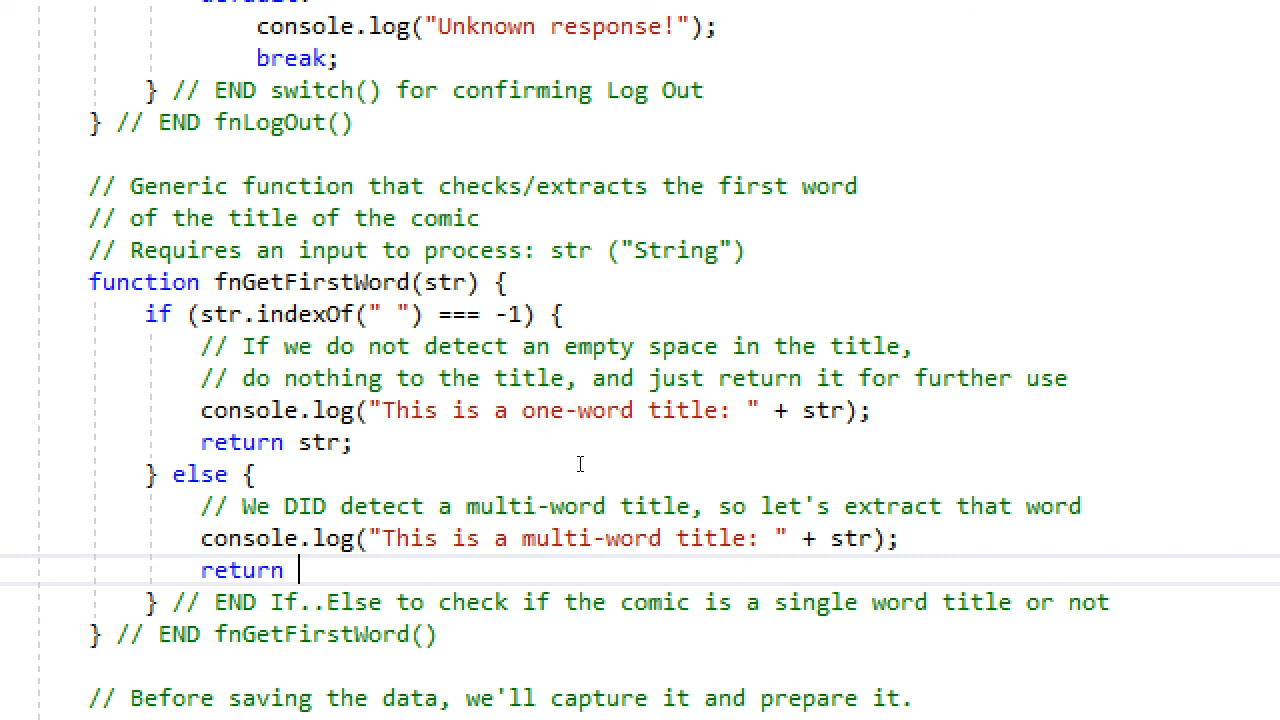 default:
console.log("Unknown response!");
break;
} // END switch() for confirming Log Out
} // END fnLogOut()
// Generic function that checks/extracts the first word
// of the title of the comic
// Requires an input to process: str ("String")
function fnGetFirstWord(str) {
if (str.indexOf(" ") === -1) {
// If we do not detect an empty space in the title,
// do nothing to the title, and just return it for further use
console.log("This is a one-word title: " + str);
return str;
} else {
// We DID detect a multi-word title, so let's extract that word
console.log("This is a multi-word title: " + str);
return
} // END If..Else to check if the comic is a single word title or not
} // END fnGetFirstWord()
// Before saving the data, we'll capture it and prepare it.